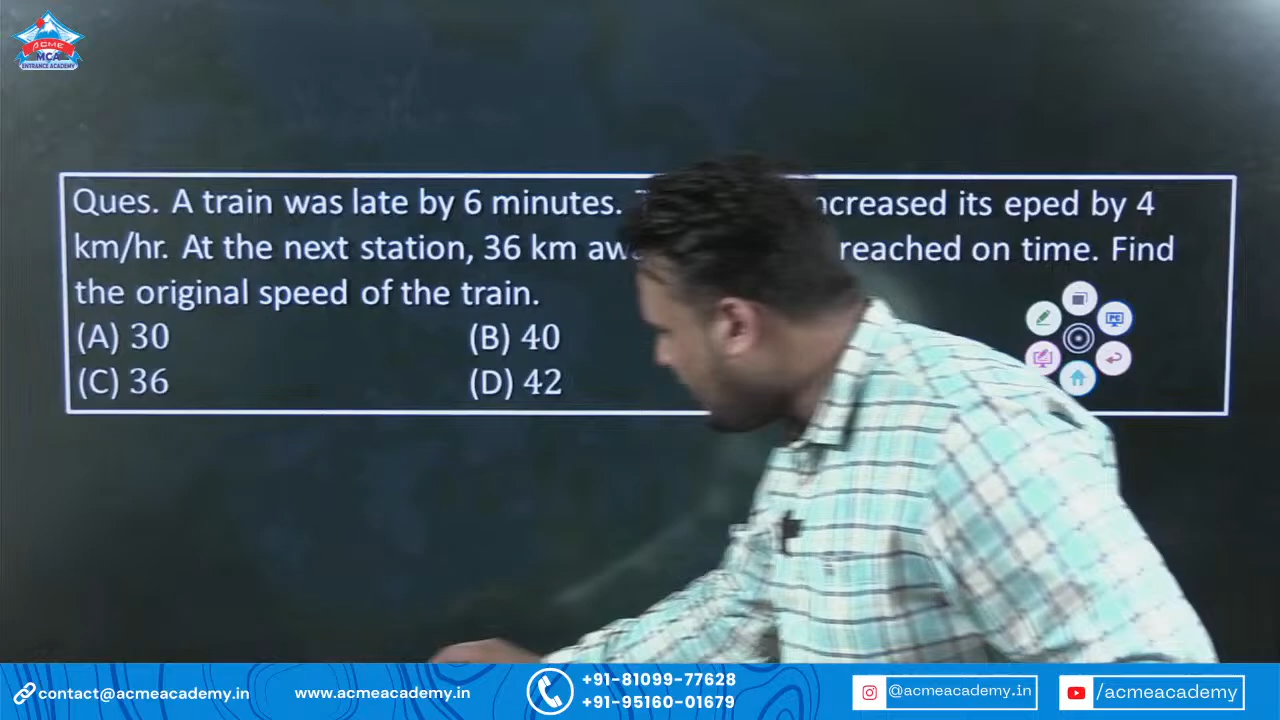 ACME
MCA
ENTRANCE ACADEMY
Ques. A train was late by 6 minutes. increased its eped by 4
km/hr. At the next station, 36 km reached on time. Find
the original speed of the train.
(A) 30 (B) 40
(C) 36 (D) 42
PC
contact@acmeacademy.in www.acmeacademy.in +91-81099-77628 @acmeacademy.in /acmeacademy
+91-95160-01679